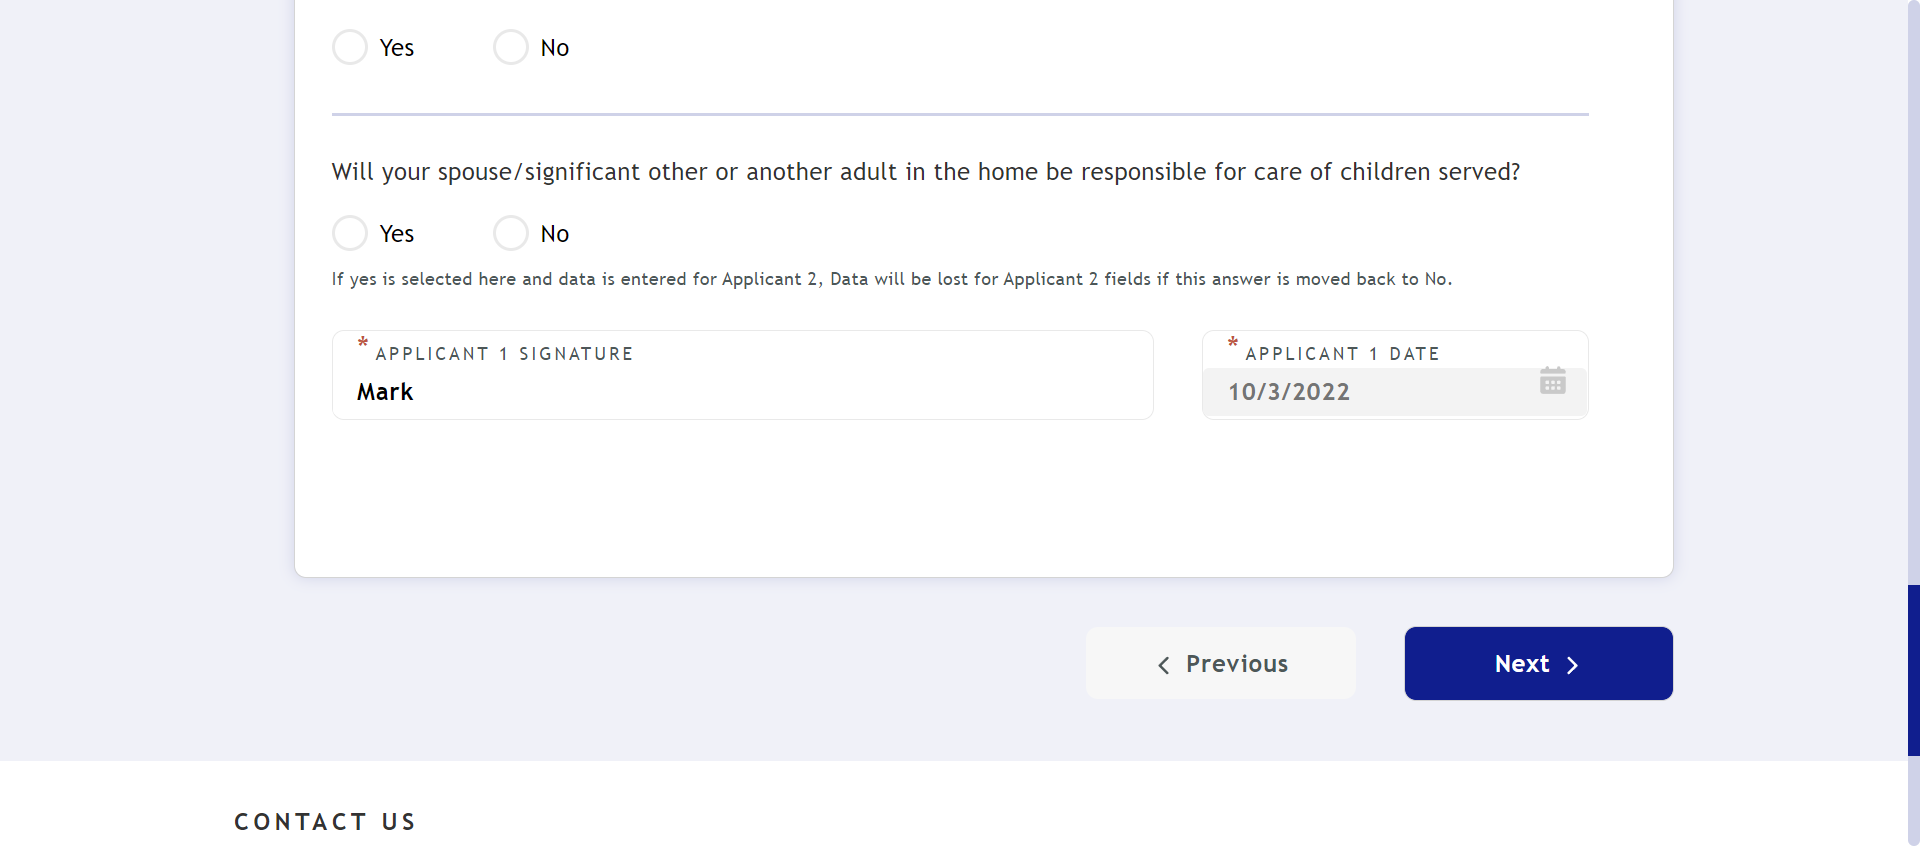 Yes No
Will your spouse/significant other or another adult in the home be responsible for care of children served?
Yes No
If yes is selected here and data is entered for Applicant 2, Data will be lost for Applicant 2 fields if this answer is moved back to No.
* APPLICANT 1 SIGNATURE
Mark
* APPLICANT 1 DATE
10/3/2022
Previous
Next
CONTACT US